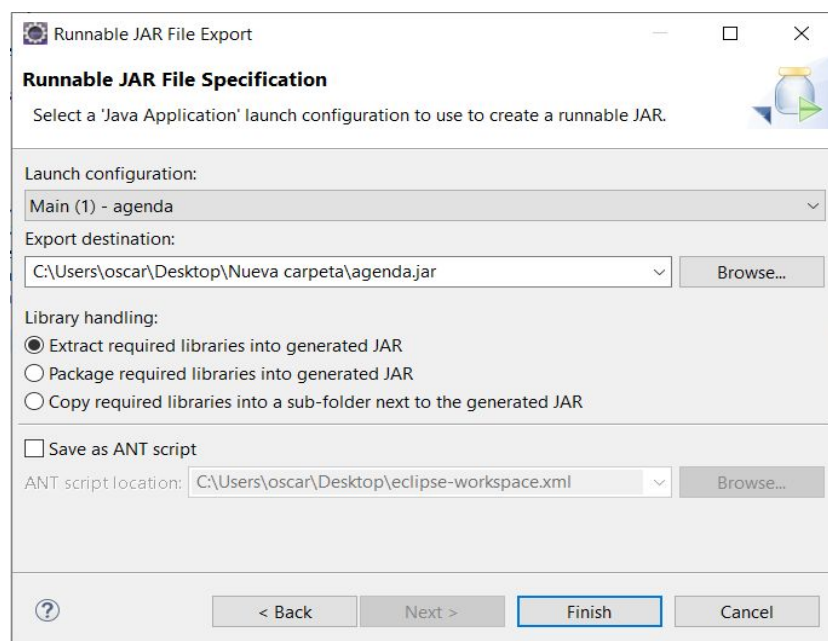 Runnable JAR File Export
Runnable JAR File Specification
Select a 'Java Application' launch configuration to use to create a runnable JAR.
Launch configuration:
Main (1) - agenda
Export destination:
C:\Users\oscar\Desktop\Nueva carpeta\agenda.jar
Browse...
Library handling:
Extract required libraries into generated JAR
Package required libraries into generated JAR
Copy required libraries into a sub-folder next to the generated JAR
Save as ANT script
ANT script location: C:\Users\oscar\Desktop\eclipse-workspace.xml Browse...
? < Back Next > Finish Cancel